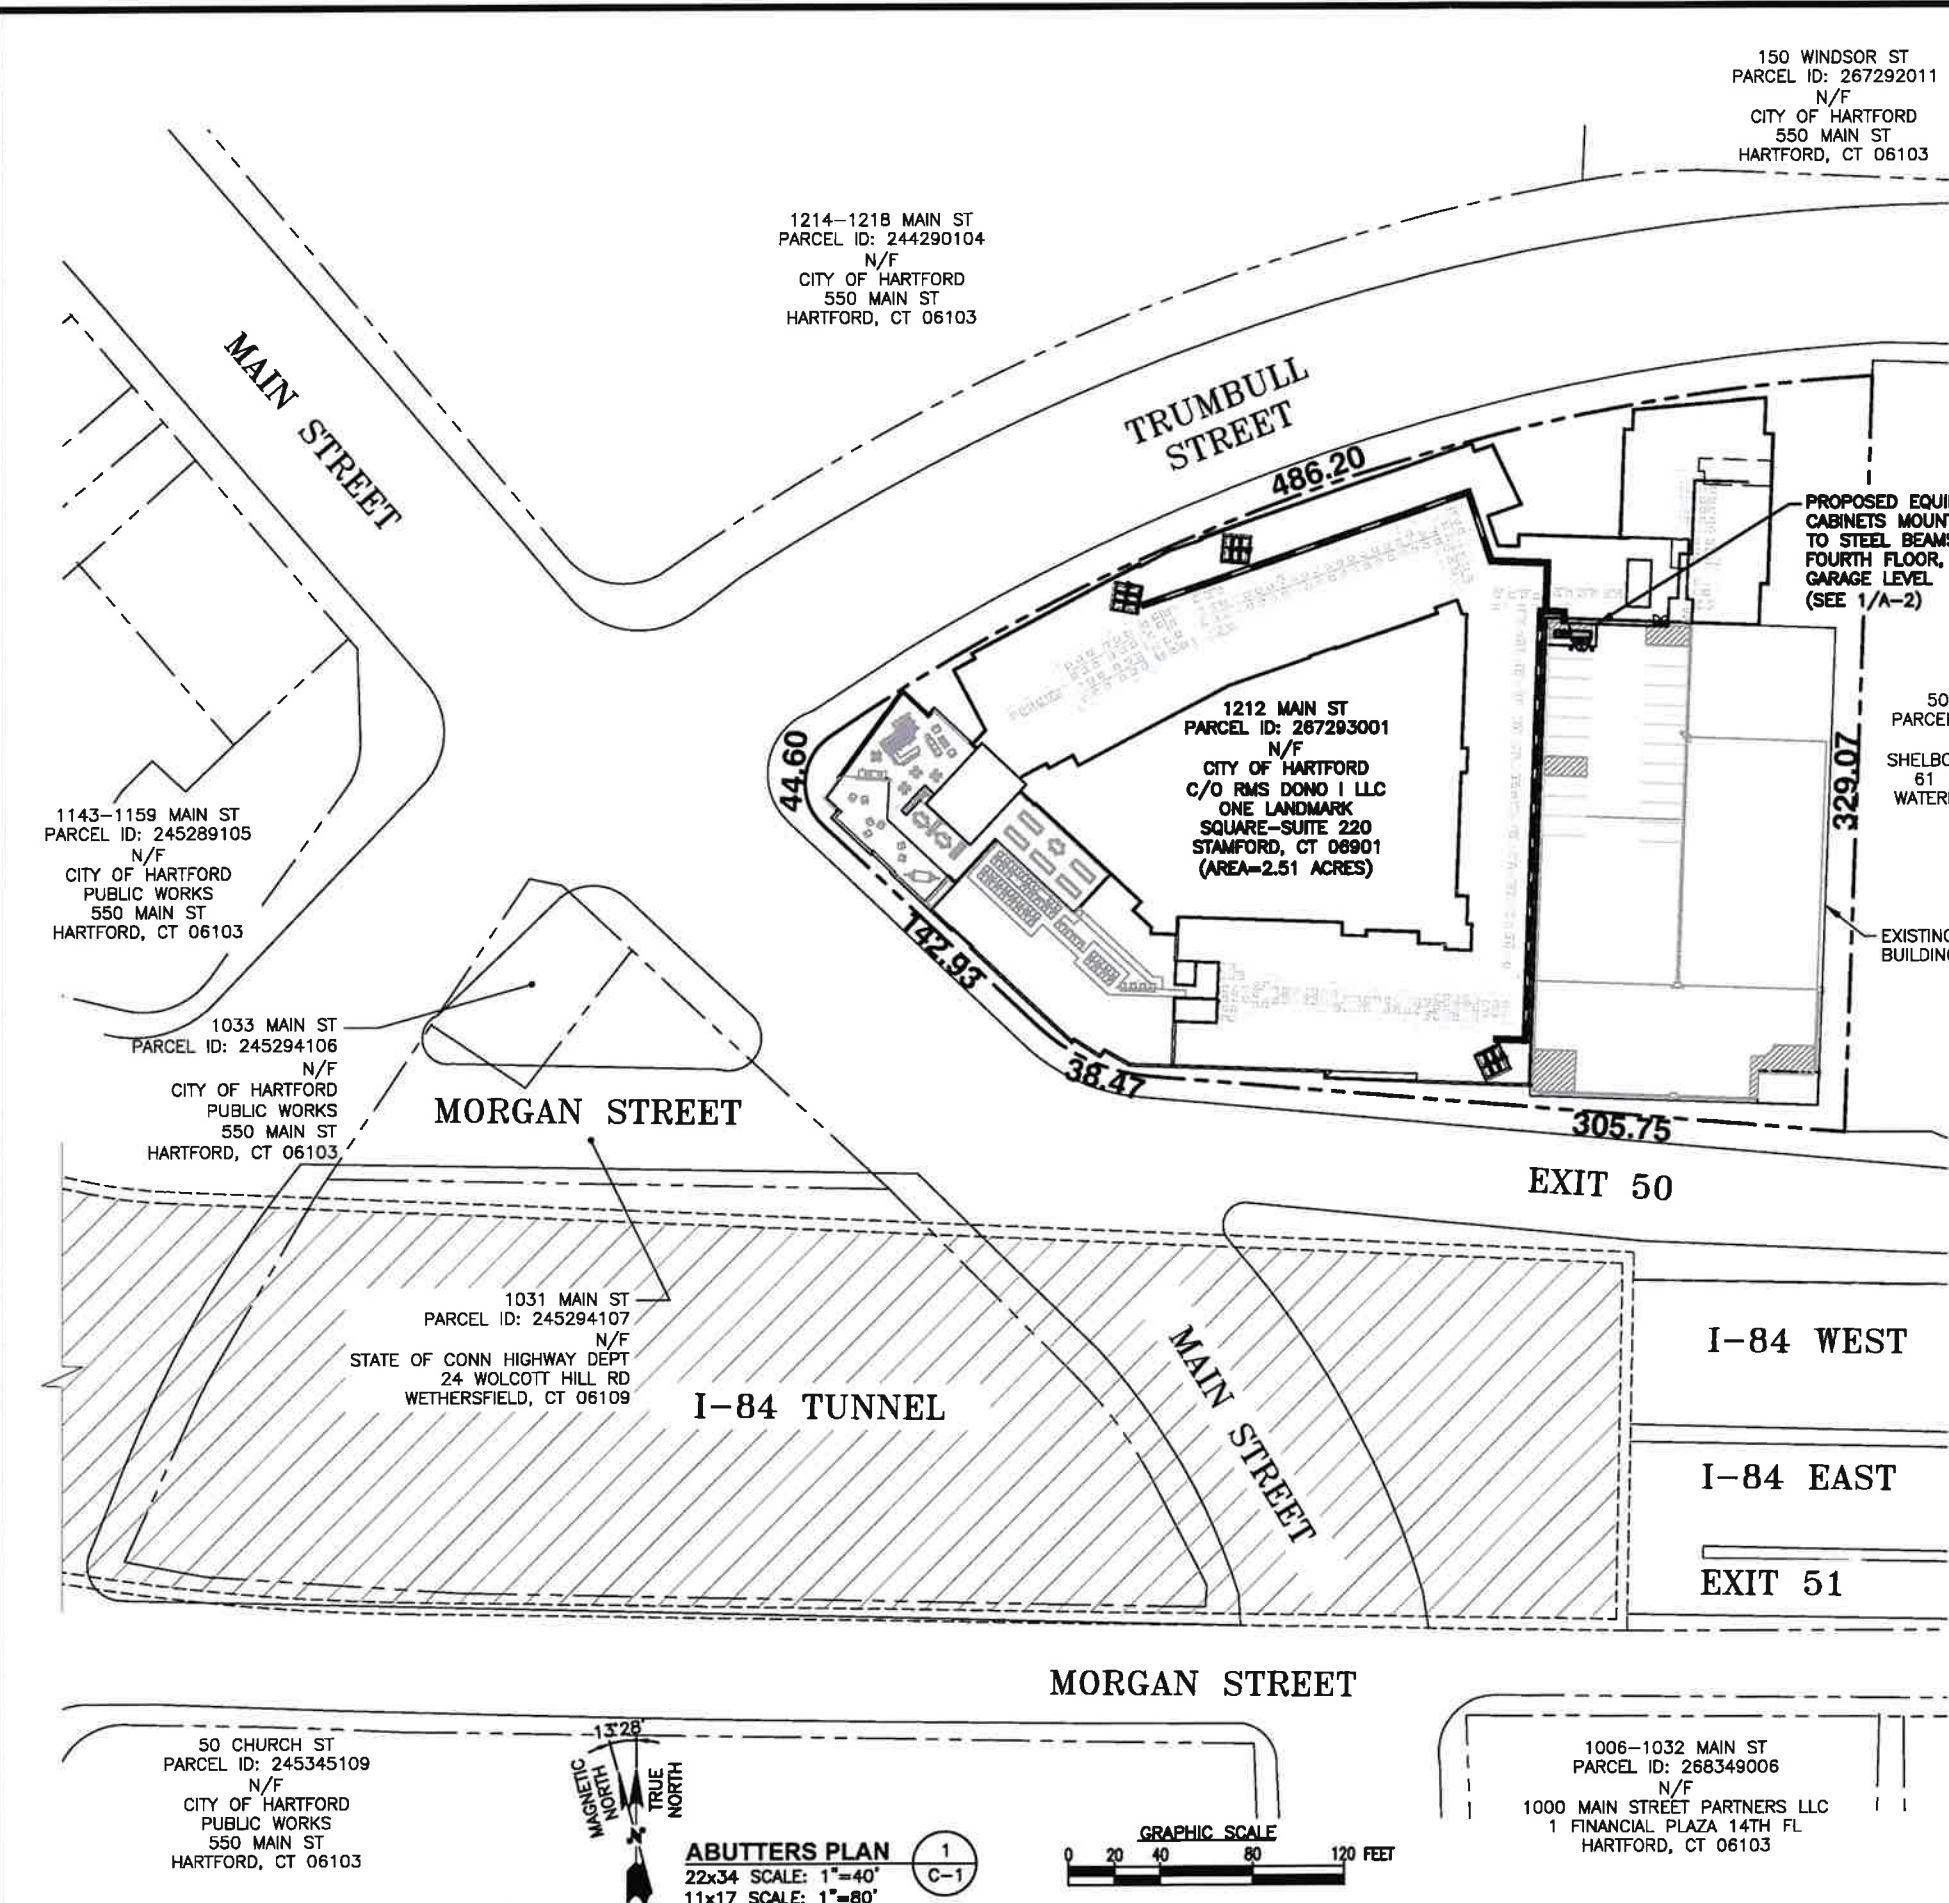 150 WINDSOR ST
PARCEL ID: 267292011
N/F
CITY OF HARTFORD
550 MAIN ST
HARTFORD, CT 06103
1214-1218 MAIN ST
PARCEL ID: 244290104
N/F
CITY OF HARTFORD
550 MAIN ST
HARTFORD, CT 06103
MAIN STREET
TRUMBULL
STREET
486.20
PROPOSED EQUI
CABINETS MOUNT
TO STEEL BEAMS
FOURTH FLOOR,
GARAGE LEVEL
(SEE 1/A-2)
1212 MAIN ST
PARCEL ID: 267293001
N/F
CITY OF HARTFORD
C/O RMS DONO I LLC
ONE LANDMARK
SQUARE-SUITE 220
STAMFORD, CT 06901
(AREA=2.51 ACRES)
50
PARCEL
SHELBO
61
WATER
329.07
44.60
142.93
38.47
305.75
EXISTING
BUILDING
1143-1159 MAIN ST
PARCEL ID: 245289105
N/F
CITY OF HARTFORD
PUBLIC WORKS
550 MAIN ST
HARTFORD, CT 06103
1033 MAIN ST
PARCEL ID: 245294106
N/F
CITY OF HARTFORD
PUBLIC WORKS
550 MAIN ST
HARTFORD, CT 06103
MORGAN STREET
EXIT 50
1031 MAIN ST
PARCEL ID: 245294107
N/F
STATE OF CONN HIGHWAY DEPT
24 WOLCOTT HILL RD
WETHERSFIELD, CT 06109
I-84 TUNNEL
MAIN STREET
I-84 WEST
I-84 EAST
EXIT 51
MORGAN STREET
50 CHURCH ST
PARCEL ID: 245345109
N/F
CITY OF HARTFORD
PUBLIC WORKS
550 MAIN ST
HARTFORD, CT 06103
13°28'
MAGNETIC
NORTH
TRUE
NORTH
N
ABUTTERS PLAN
22x34 SCALE: 1"=40'
11x17 SCALE: 1"=80'
1
C-1
GRAPHIC SCALE
0 20 40 80 120 FEET
1006-1032 MAIN ST
PARCEL ID: 268349006
N/F
1000 MAIN STREET PARTNERS LLC
1 FINANCIAL PLAZA 14TH FL
HARTFORD, CT 06103